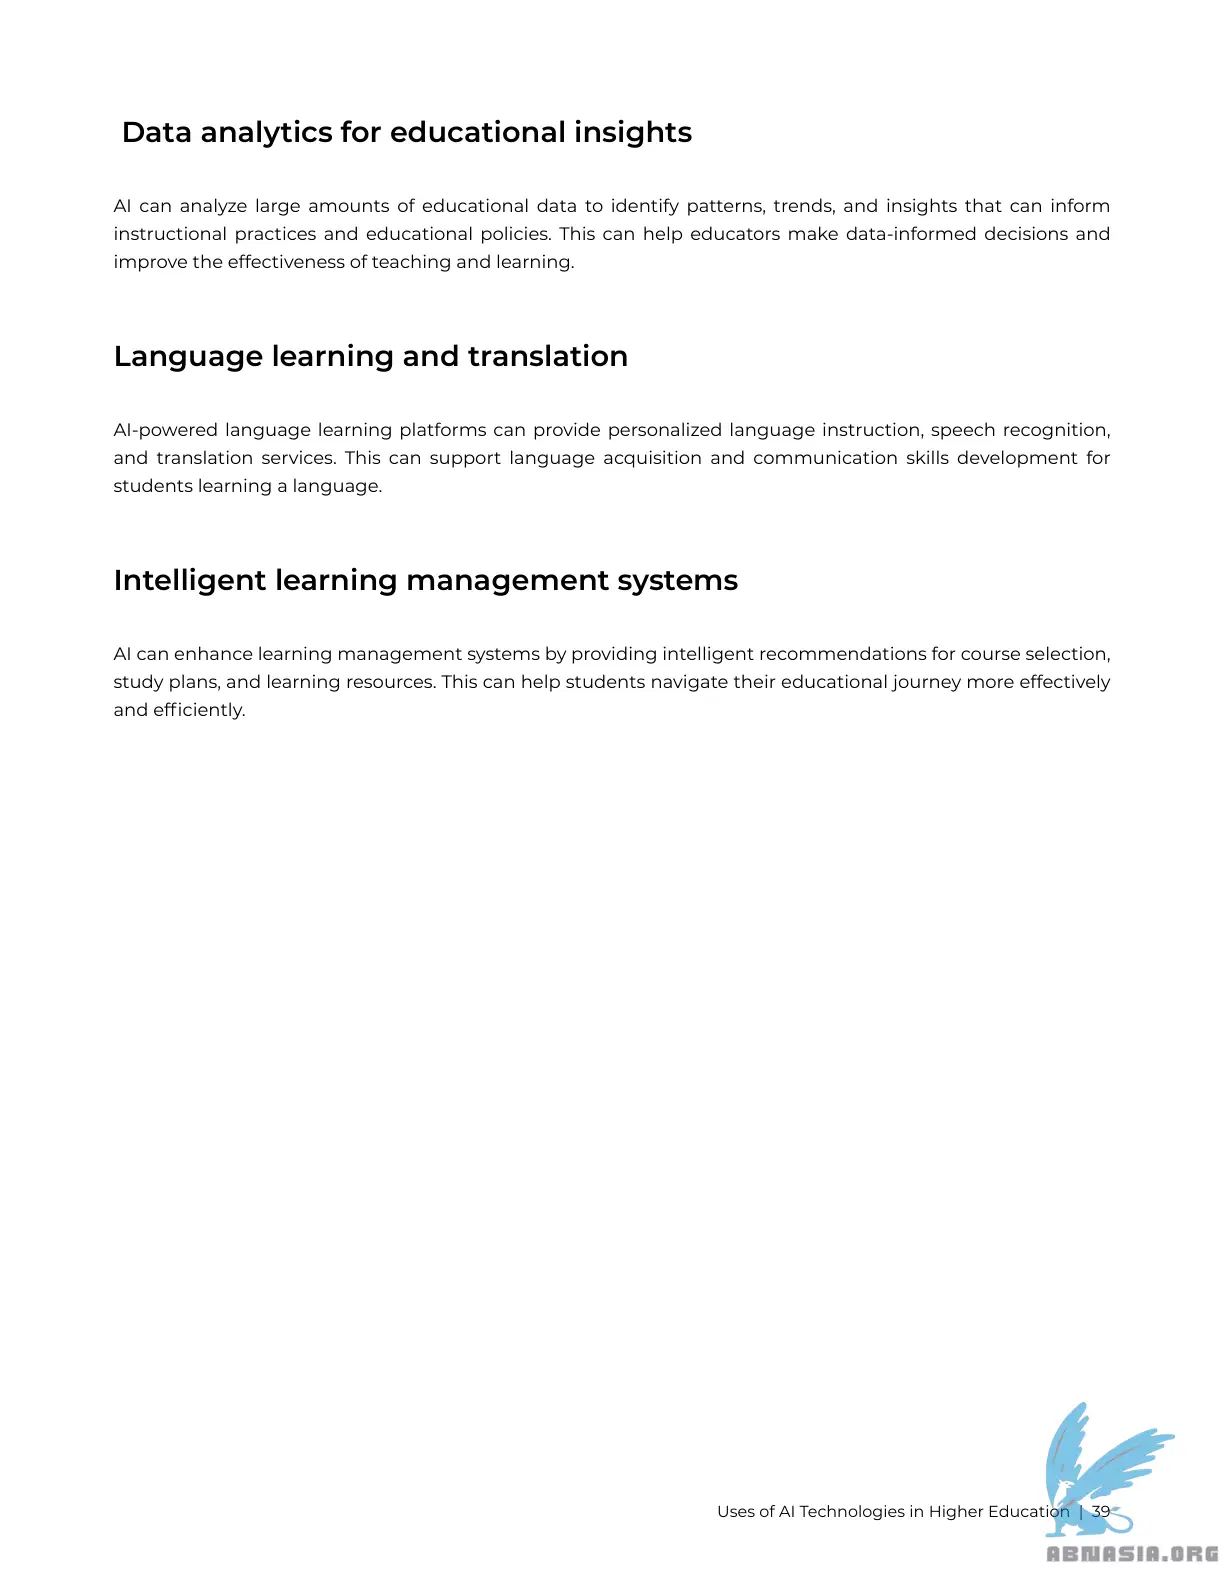 Data analytics for educational insights
AI can analyze large amounts of educational data to identify patterns, trends, and insights that can inform
instructional practices and educational policies. This can help educators make data-informed decisions and
improve the effectiveness of teaching and learning.
Language learning and translation
AI-powered language learning platforms can provide personalized language instruction, speech recognition,
and translation services. This can support language acquisition and communication skills development for
students learning a language.
Intelligent learning management systems
AI can enhance learning management systems by providing intelligent recommendations for course selection,
study plans, and learning resources. This can help students navigate their educational journey more effectively
and efficiently.
Uses of AI Technologies in Higher Education | 39
ABNASIA.ORG